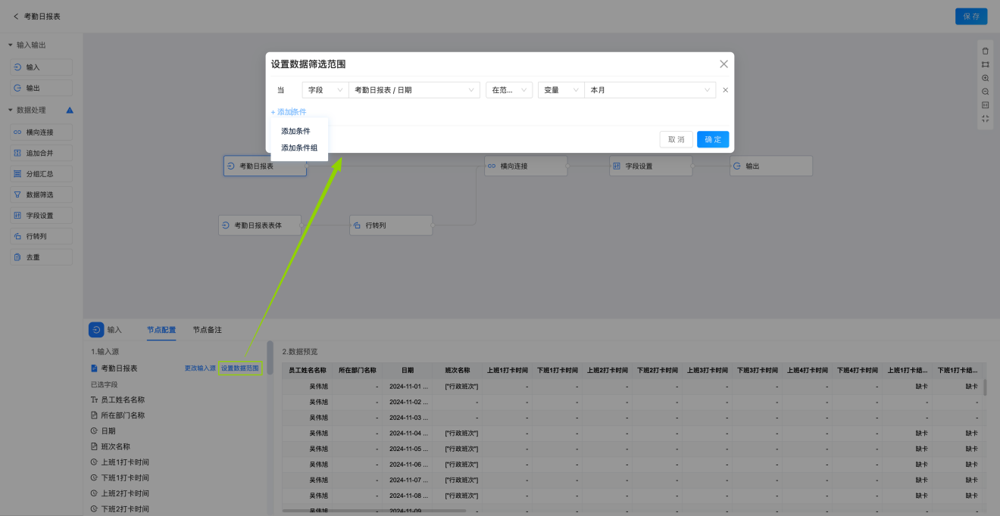 考勤日报表
保存
输入输出
输入
输出
数据处理
横向连接
追加合并
分组汇总
数据筛选
字段设置
行转列
去重
设置数据筛选范围
当 字段 考勤日报表 / 日期 在范... 变量 本月
+ 添加条件
添加条件
添加条件组
取消 确定
考勤日报表 横向连接 字段设置 输出
考勤日报表表体 行转列
输入 节点配置 节点备注
1.输入源
考勤日报表 更改输入源 设置数据范围
已选字段
员工姓名名称
所在部门名称
日期
班次名称
上班1打卡时间
下班1打卡时间
上班2打卡时间
下班2打卡时间
2.数据预览
员工姓名名称 所在部门名称 日期 班次名称 上班1打卡时间 下班1打卡时间 上班2打卡时间 下班2打卡时间 上班3打卡时间 下班3打卡时间 上班4打卡时间 下班4打卡时间 上班1打卡结... 下班1打卡结...
吴伟旭 - 2024-11-01 ... ["行政班次"] - - - - - - - - 缺卡 缺卡
吴伟旭 - 2024-11-02 ... - - - - - - - - - - -
吴伟旭 - 2024-11-03 ... - - - - - - - - - - -
吴伟旭 - 2024-11-04 ... ["行政班次"] - - - - - - - - 缺卡 缺卡
吴伟旭 - 2024-11-05 ... ["行政班次"] - - - - - - - - 缺卡 缺卡
吴伟旭 - 2024-11-06 ... ["行政班次"] - - - - - - - - 缺卡 缺卡
吴伟旭 - 2024-11-07 ... ["行政班次"] - - - - - - - - 缺卡 缺卡
吴伟旭 - 2024-11-08 ... ["行政班次"] - - - - - - - - 缺卡 缺卡
吴伟旭 - 2024-11-09 - - - - - - - - - - -